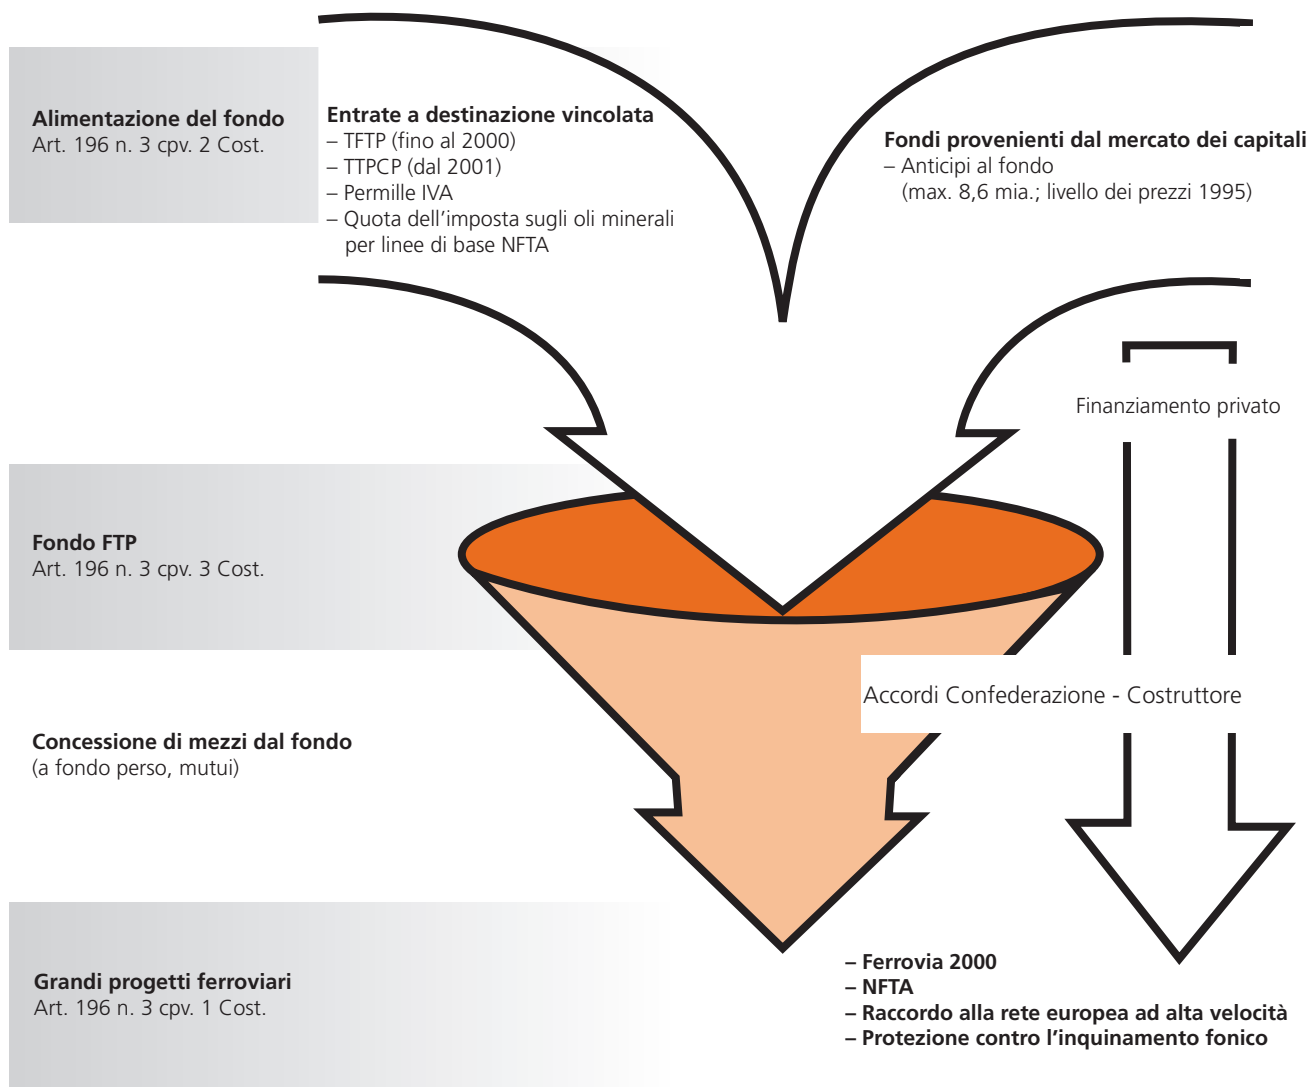 Alimentazione del fondo
Art. 196 n. 3 cpv. 2 Cost.
Entrate a destinazione vincolata
– TFTP (fino al 2000)
– TTPCP (dal 2001)
– Permille IVA
– Quota dell'imposta sugli oli minerali
per linee di base NFTA
Fondi provenienti dal mercato dei capitali
– Anticipi al fondo
(max. 8,6 mia.; livello dei prezzi 1995)
Finanziamento privato
Fondo FTP
Art. 196 n. 3 cpv. 3 Cost.
Accordi Confederazione - Costruttore
Concessione di mezzi dal fondo
(a fondo perso, mutui)
Grandi progetti ferroviari
Art. 196 n. 3 cpv. 1 Cost.
– Ferrovia 2000
– NFTA
– Raccordo alla rete europea ad alta velocità
– Protezione contro l'inquinamento fonico